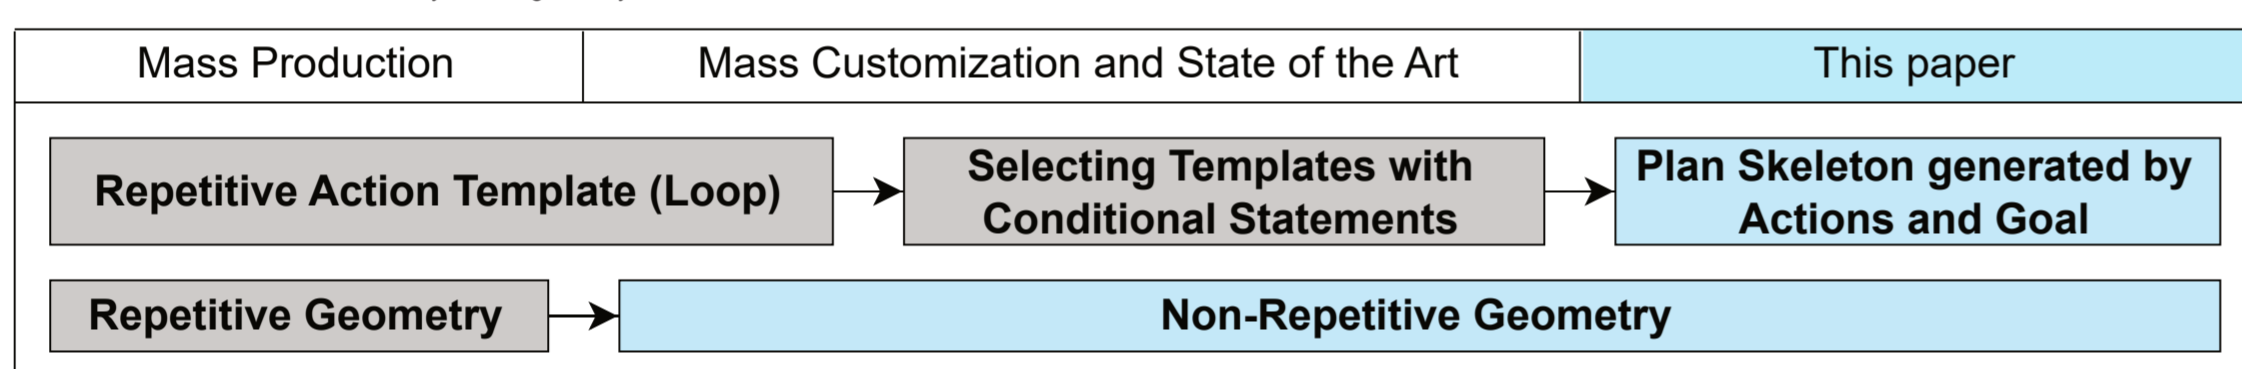 Mass Production
Mass Customization and State of the Art
This paper
Repetitive Action Template (Loop)
Selecting Templates with
Conditional Statements
Plan Skeleton generated by
Actions and Goal
Repetitive Geometry
Non-Repetitive Geometry